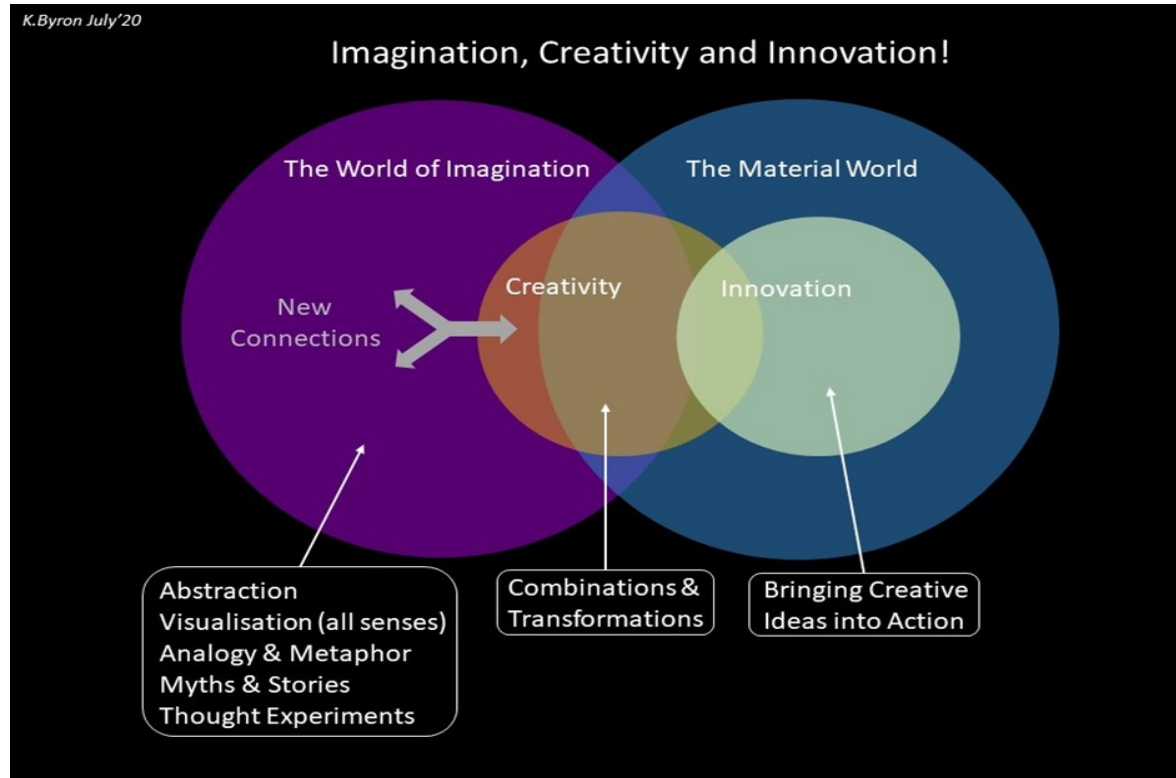 K.Byron July'20
Imagination, Creativity and Innovation!
The World of Imagination
The Material World
Creativity
Innovation
New
Connections
Abstraction
Visualisation (all senses)
Analogy & Metaphor
Myths & Stories
Thought Experiments
Combinations &
Transformations
Bringing Creative
Ideas into Action